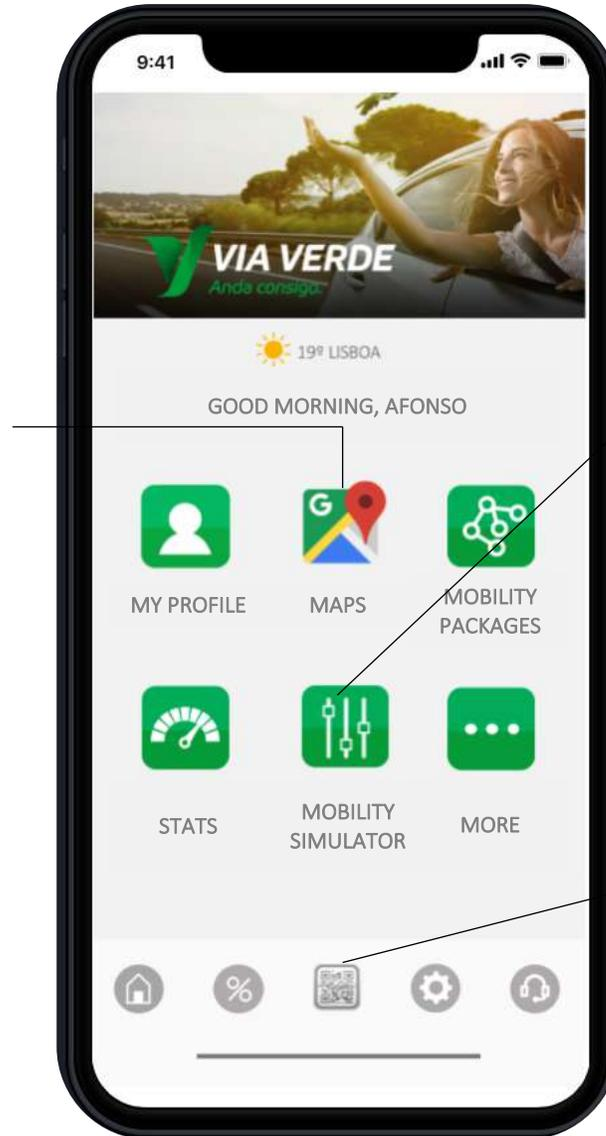 9:41
VIA VERDE
Anda consigo.
19º LISBOA
GOOD MORNING, AFONSO
G
MY PROFILE
MAPS
MOBILITY
PACKAGES
STATS
MOBILITY
SIMULATOR
MORE
%